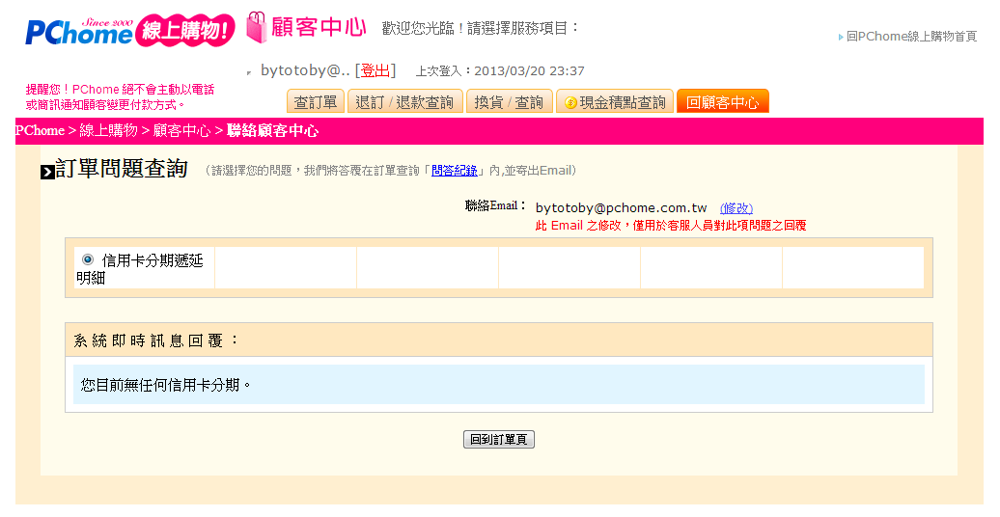 Since 2000
PChome 線上購物! 顧客中心 歡迎您光臨!請選擇服務項目:
回PChome線上購物首頁
bytotoby@.. [登出] 上次登入:2013/03/20 23:37
提醒您!PChome 絕不會主動以電話
或簡訊通知顧客變更付款方式。
查訂單 退訂 / 退款查詢 換貨 / 查詢 現金積點查詢 回顧客中心
PChome > 線上購物 > 顧客中心 > 聯絡顧客中心
訂單問題查詢 (請選擇您的問題,我們將答覆在訂單查詢「問答紀錄」內,並寄出Email)
聯絡Email: bytotoby@pchome.com.tw (修改)
此 Email 之修改,僅用於客服人員對此項問題之回覆
信用卡分期遞延
明細
系統即時訊息回覆:
您目前無任何信用卡分期。
回到訂單頁